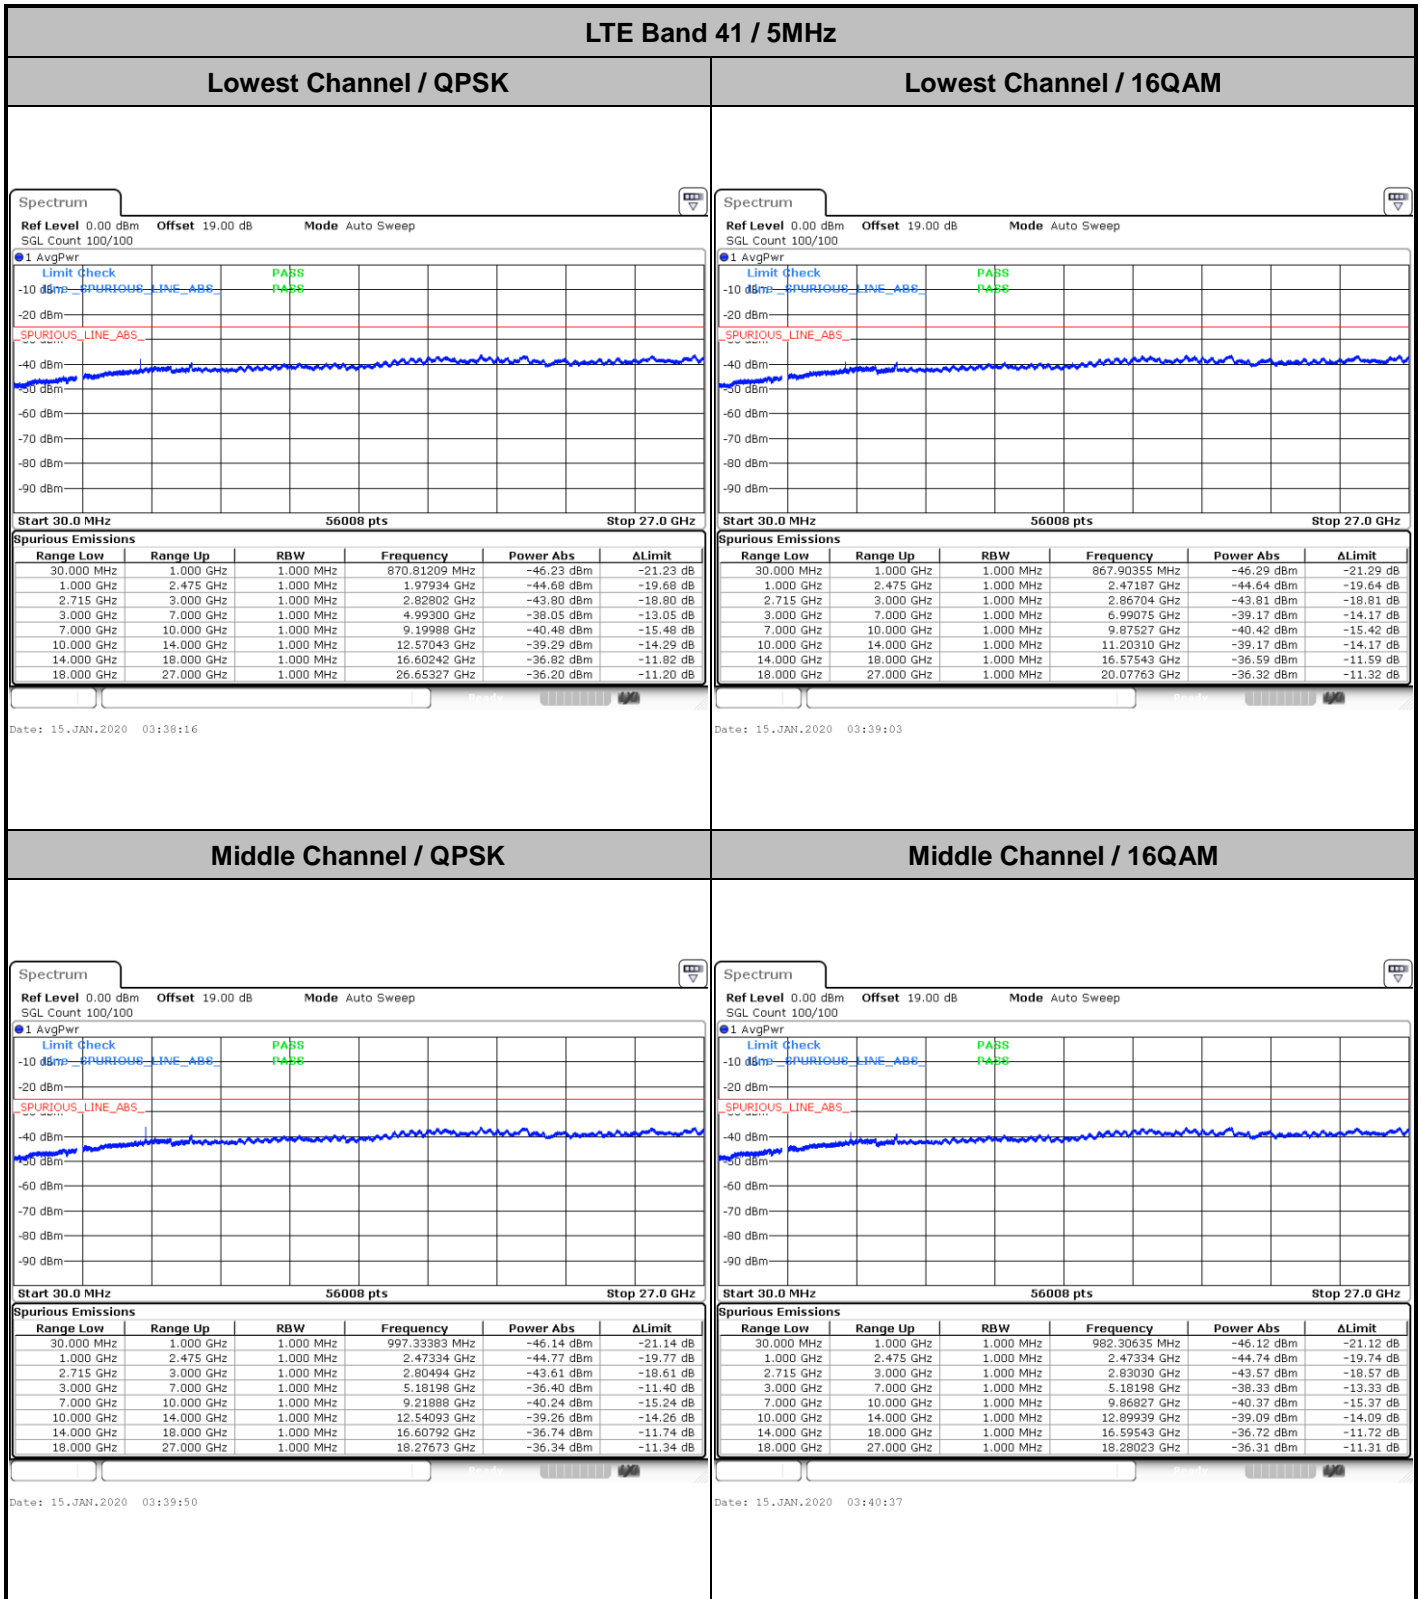 LTE Band 41 / 5MHz
Lowest Channel / QPSK
Lowest Channel / 16QAM
Spectrum
Ref Level 0.00 dBm Offset 19.00 dB Mode Auto Sweep
SGL Count 100/100
1 AvgPwr
Limit Check PASS
-10 dBm Line _SPURIOUS_LINE_ABS_ PASS
-20 dBm
_SPURIOUS_LINE_ABS_
-40 dBm
-50 dBm
-60 dBm
-70 dBm
-80 dBm
-90 dBm
Start 30.0 MHz 56008 pts Stop 27.0 GHz
Spurious Emissions
Range Low Range Up RBW Frequency Power Abs ΔLimit
30.000 MHz 1.000 GHz 1.000 MHz 870.81209 MHz -46.23 dBm -21.23 dB
1.000 GHz 2.475 GHz 1.000 MHz 1.97934 GHz -44.68 dBm -19.68 dB
2.715 GHz 3.000 GHz 1.000 MHz 2.82802 GHz -43.80 dBm -18.80 dB
3.000 GHz 7.000 GHz 1.000 MHz 4.99300 GHz -38.05 dBm -13.05 dB
7.000 GHz 10.000 GHz 1.000 MHz 9.19988 GHz -40.48 dBm -15.48 dB
10.000 GHz 14.000 GHz 1.000 MHz 12.57043 GHz -39.29 dBm -14.29 dB
14.000 GHz 18.000 GHz 1.000 MHz 16.60242 GHz -36.82 dBm -11.82 dB
18.000 GHz 27.000 GHz 1.000 MHz 26.65327 GHz -36.20 dBm -11.20 dB
Date: 15.JAN.2020 03:38:16
Spectrum
Ref Level 0.00 dBm Offset 19.00 dB Mode Auto Sweep
SGL Count 100/100
1 AvgPwr
Limit Check PASS
-10 dBm Line _SPURIOUS_LINE_ABS_ PASS
-20 dBm
_SPURIOUS_LINE_ABS_
-40 dBm
-50 dBm
-60 dBm
-70 dBm
-80 dBm
-90 dBm
Start 30.0 MHz 56008 pts Stop 27.0 GHz
Spurious Emissions
Range Low Range Up RBW Frequency Power Abs ΔLimit
30.000 MHz 1.000 GHz 1.000 MHz 867.90355 MHz -46.29 dBm -21.29 dB
1.000 GHz 2.475 GHz 1.000 MHz 2.47187 GHz -44.64 dBm -19.64 dB
2.715 GHz 3.000 GHz 1.000 MHz 2.86704 GHz -43.81 dBm -18.81 dB
3.000 GHz 7.000 GHz 1.000 MHz 6.99075 GHz -39.17 dBm -14.17 dB
7.000 GHz 10.000 GHz 1.000 MHz 9.87527 GHz -40.42 dBm -15.42 dB
10.000 GHz 14.000 GHz 1.000 MHz 11.20310 GHz -39.17 dBm -14.17 dB
14.000 GHz 18.000 GHz 1.000 MHz 16.57543 GHz -36.59 dBm -11.59 dB
18.000 GHz 27.000 GHz 1.000 MHz 20.07763 GHz -36.32 dBm -11.32 dB
Date: 15.JAN.2020 03:39:03
Middle Channel / QPSK
Middle Channel / 16QAM
Spectrum
Ref Level 0.00 dBm Offset 19.00 dB Mode Auto Sweep
SGL Count 100/100
1 AvgPwr
Limit Check PASS
-10 dBm Line _SPURIOUS_LINE_ABS_ PASS
-20 dBm
_SPURIOUS_LINE_ABS_
-40 dBm
-50 dBm
-60 dBm
-70 dBm
-80 dBm
-90 dBm
Start 30.0 MHz 56008 pts Stop 27.0 GHz
Spurious Emissions
Range Low Range Up RBW Frequency Power Abs ΔLimit
30.000 MHz 1.000 GHz 1.000 MHz 997.33383 MHz -46.14 dBm -21.14 dB
1.000 GHz 2.475 GHz 1.000 MHz 2.47334 GHz -44.77 dBm -19.77 dB
2.715 GHz 3.000 GHz 1.000 MHz 2.80494 GHz -43.61 dBm -18.61 dB
3.000 GHz 7.000 GHz 1.000 MHz 5.18198 GHz -36.40 dBm -11.40 dB
7.000 GHz 10.000 GHz 1.000 MHz 9.21888 GHz -40.24 dBm -15.24 dB
10.000 GHz 14.000 GHz 1.000 MHz 12.54093 GHz -39.26 dBm -14.26 dB
14.000 GHz 18.000 GHz 1.000 MHz 16.60792 GHz -36.74 dBm -11.74 dB
18.000 GHz 27.000 GHz 1.000 MHz 18.27673 GHz -36.34 dBm -11.34 dB
Date: 15.JAN.2020 03:39:50
Spectrum
Ref Level 0.00 dBm Offset 19.00 dB Mode Auto Sweep
SGL Count 100/100
1 AvgPwr
Limit Check PASS
-10 dBm Line _SPURIOUS_LINE_ABS_ PASS
-20 dBm
_SPURIOUS_LINE_ABS_
-40 dBm
-50 dBm
-60 dBm
-70 dBm
-80 dBm
-90 dBm
Start 30.0 MHz 56008 pts Stop 27.0 GHz
Spurious Emissions
Range Low Range Up RBW Frequency Power Abs ΔLimit
30.000 MHz 1.000 GHz 1.000 MHz 982.30635 MHz -46.12 dBm -21.12 dB
1.000 GHz 2.475 GHz 1.000 MHz 2.47334 GHz -44.74 dBm -19.74 dB
2.715 GHz 3.000 GHz 1.000 MHz 2.83030 GHz -43.57 dBm -18.57 dB
3.000 GHz 7.000 GHz 1.000 MHz 5.18198 GHz -38.33 dBm -13.33 dB
7.000 GHz 10.000 GHz 1.000 MHz 9.86827 GHz -40.37 dBm -15.37 dB
10.000 GHz 14.000 GHz 1.000 MHz 12.89939 GHz -39.09 dBm -14.09 dB
14.000 GHz 18.000 GHz 1.000 MHz 16.59543 GHz -36.72 dBm -11.72 dB
18.000 GHz 27.000 GHz 1.000 MHz 18.28023 GHz -36.31 dBm -11.31 dB
Date: 15.JAN.2020 03:40:37